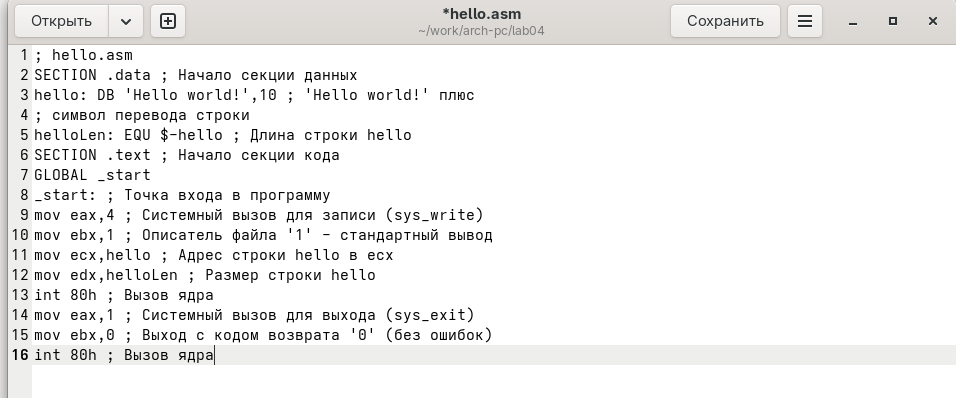 Открыть
*hello.asm
~/work/arch-pc/lab04
Сохранить
1 ; hello.asm
2 SECTION .data ; Начало секции данных
3 hello: DB 'Hello world!',10 ; 'Hello world!' плюс
4 ; символ перевода строки
5 helloLen: EQU $-hello ; Длина строки hello
6 SECTION .text ; Начало секции кода
7 GLOBAL _start
8 _start: ; Точка входа в программу
9 mov eax,4 ; Системный вызов для записи (sys_write)
10 mov ebx,1 ; Описатель файла '1' - стандартный вывод
11 mov ecx,hello ; Адрес строки hello в ecx
12 mov edx,helloLen ; Размер строки hello
13 int 80h ; Вызов ядра
14 mov eax,1 ; Системный вызов для выхода (sys_exit)
15 mov ebx,0 ; Выход с кодом возврата '0' (без ошибок)
16 int 80h ; Вызов ядра